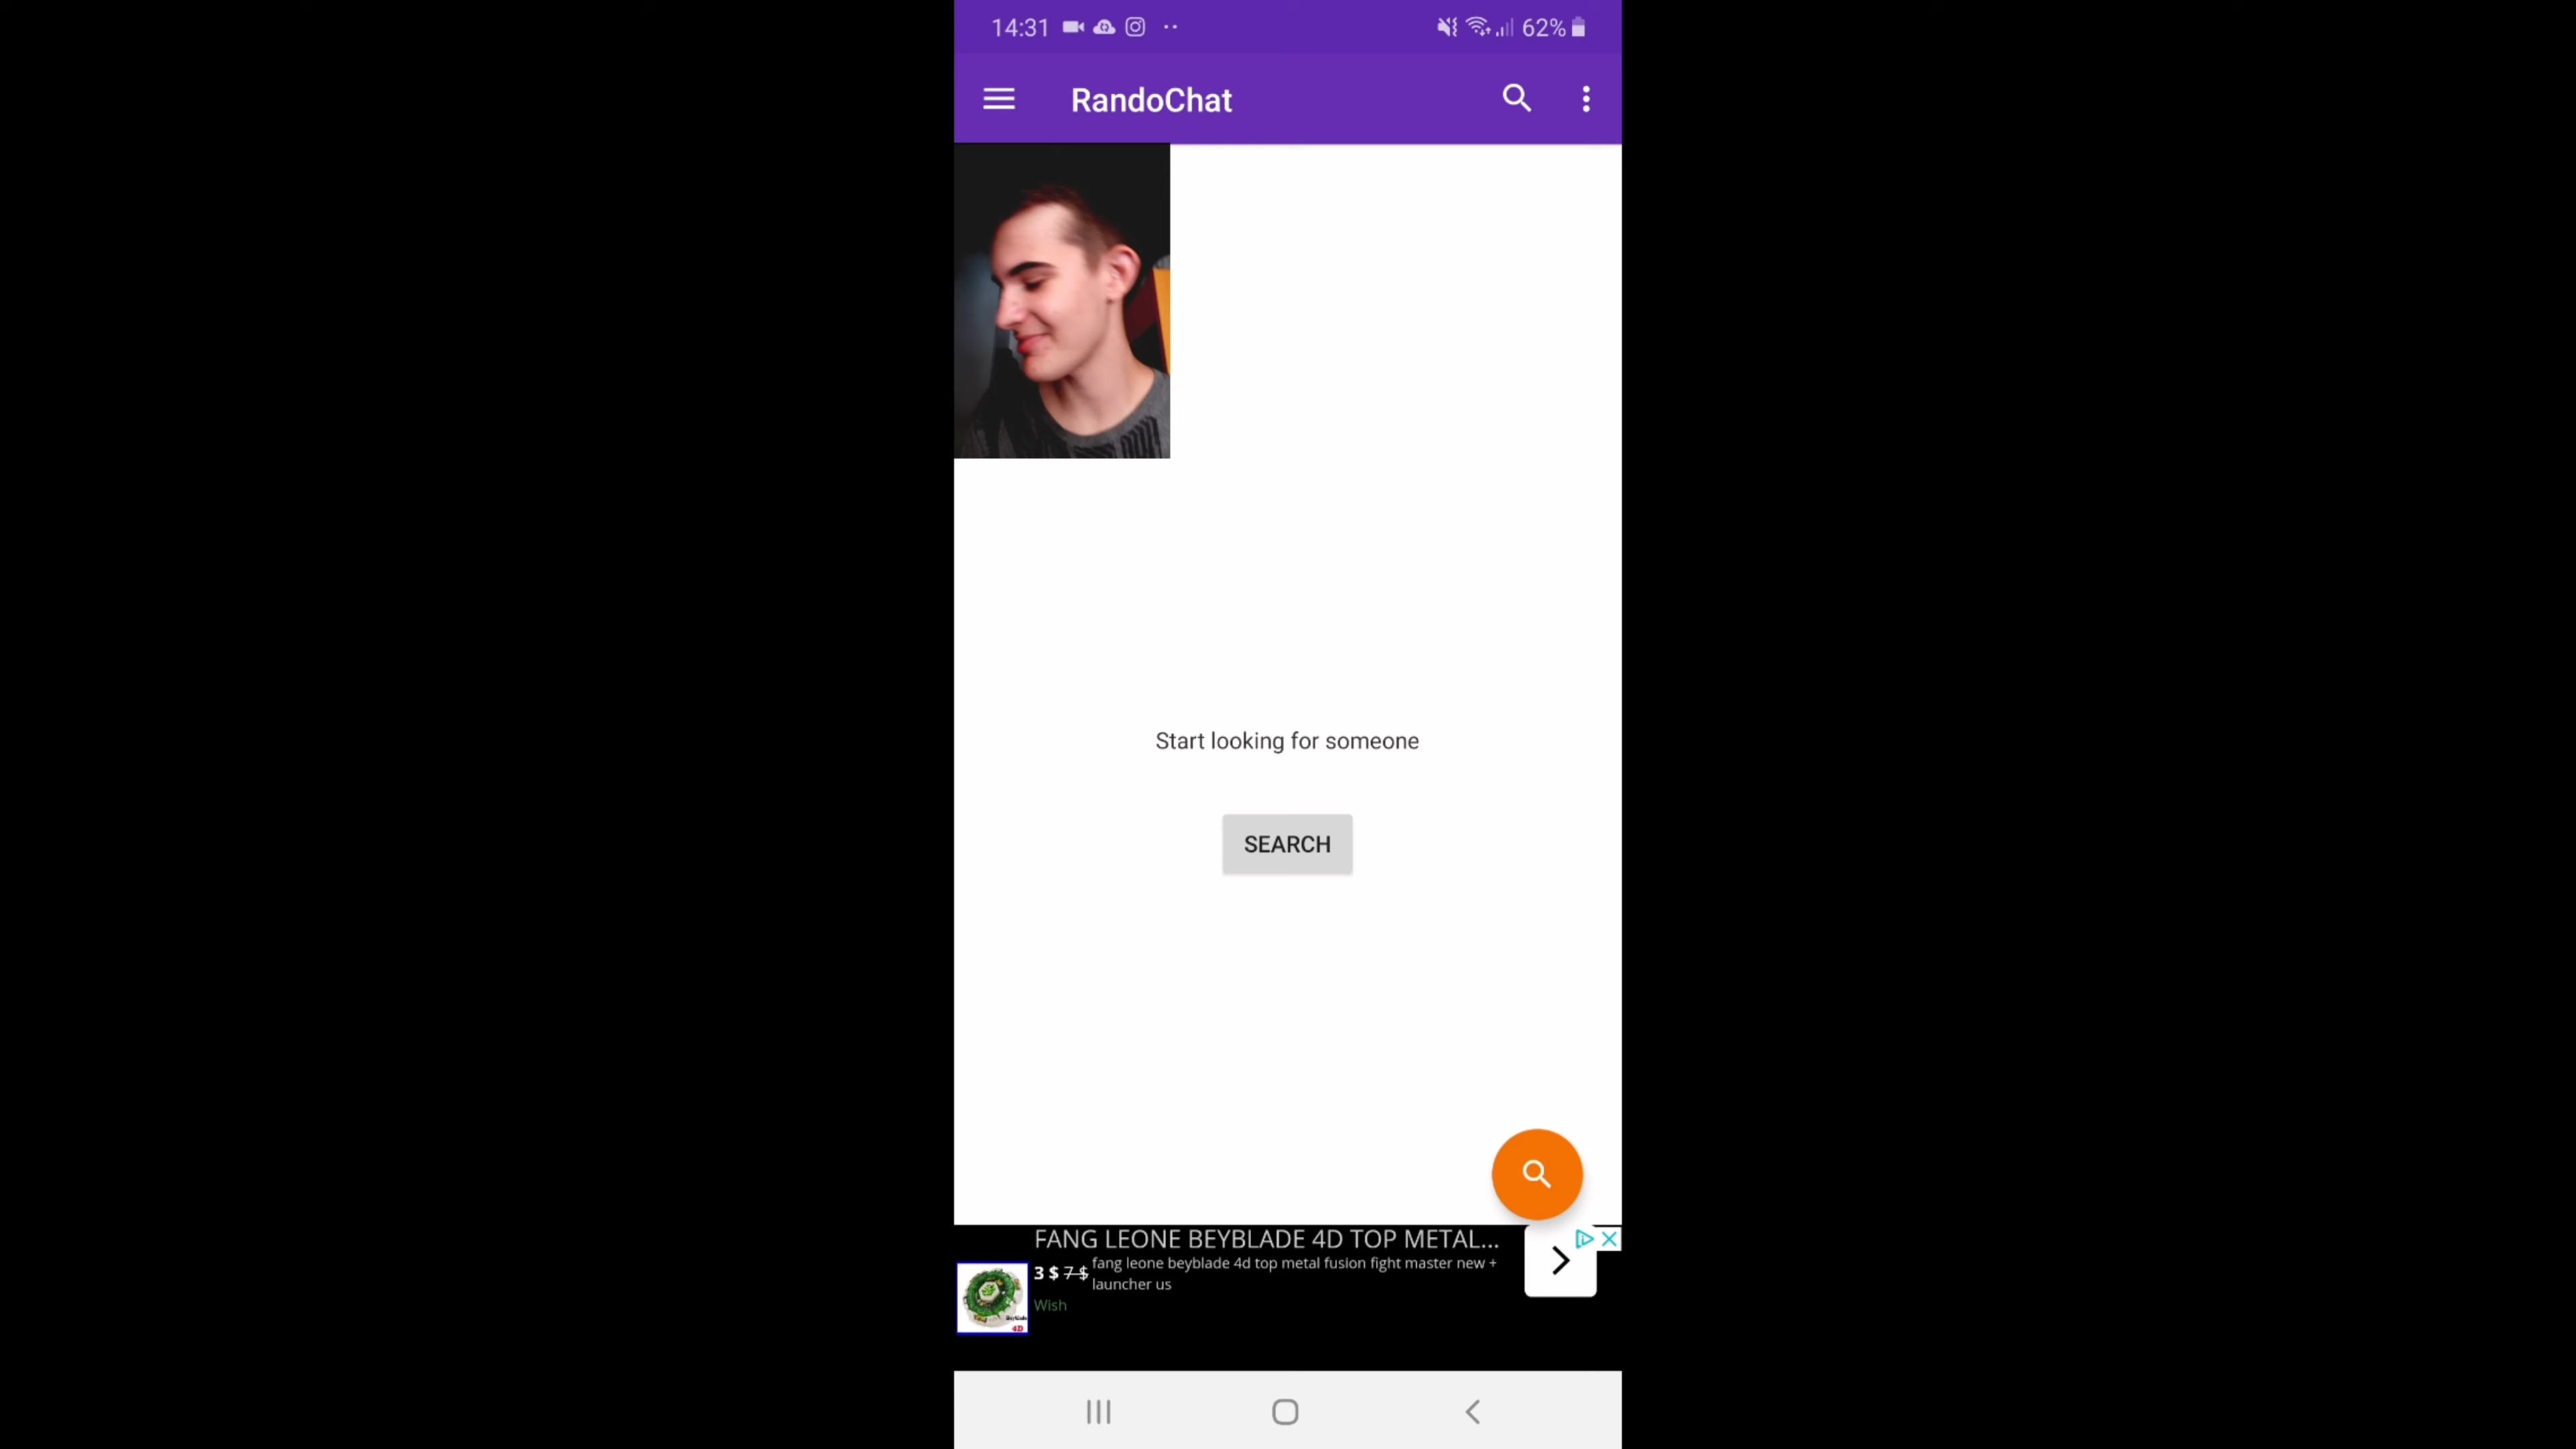 14:31
62%
RandoChat
Start looking for someone
SEARCH
FANG LEONE BEYBLADE 4D TOP METAL...
3 $ 7 $ fang leone beyblade 4d top metal fusion fight master new +
launcher us
Wish
4D